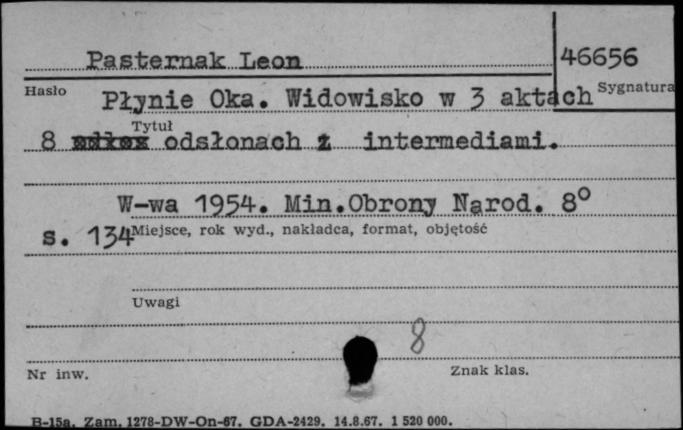 Pasternak Leon
46656
Hasło
Sygnatura
Płynie Oka. Widowisko w 3 aktach
Tytuł
8 odsłonach z intermediami.
W-wa 1954. Min.Obrony Narod. 8°
s. 134
Miejsce, rok wyd., nakładca, format, objętość
Uwagi
8
Nr inw.
Znak klas.
B-15a. Zam. 1278-DW-On-67. GDA-2429. 14.8.67. 1 520 000.